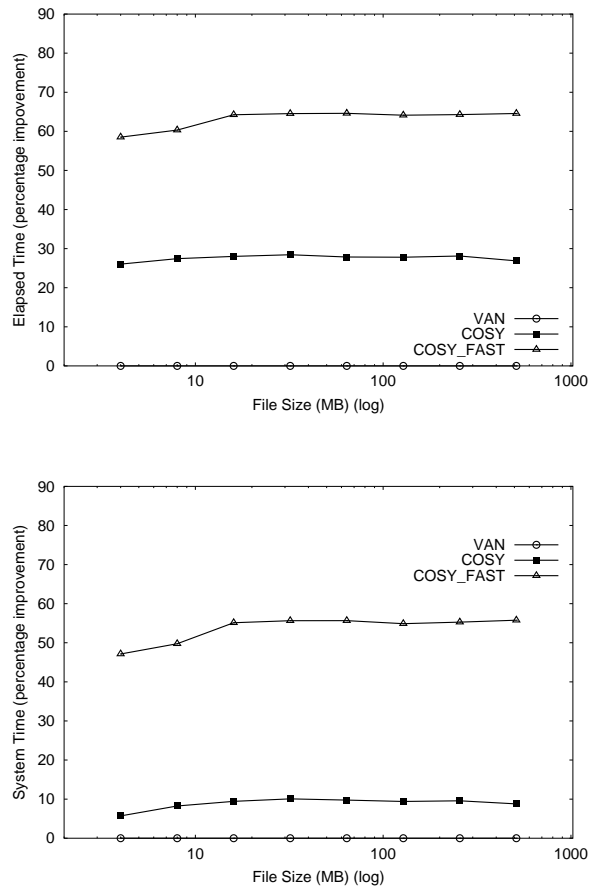 90
80
70
60
50
40
30
20
10
0
Elapsed Time (percentage impovement)
VAN
COSY
COSY_FAST
10 100 1000
File Size (MB) (log)
90
80
70
60
50
40
30
20
10
0
System Time (percentage improvement)
VAN
COSY
COSY_FAST
10 100 1000
File Size (MB) (log)